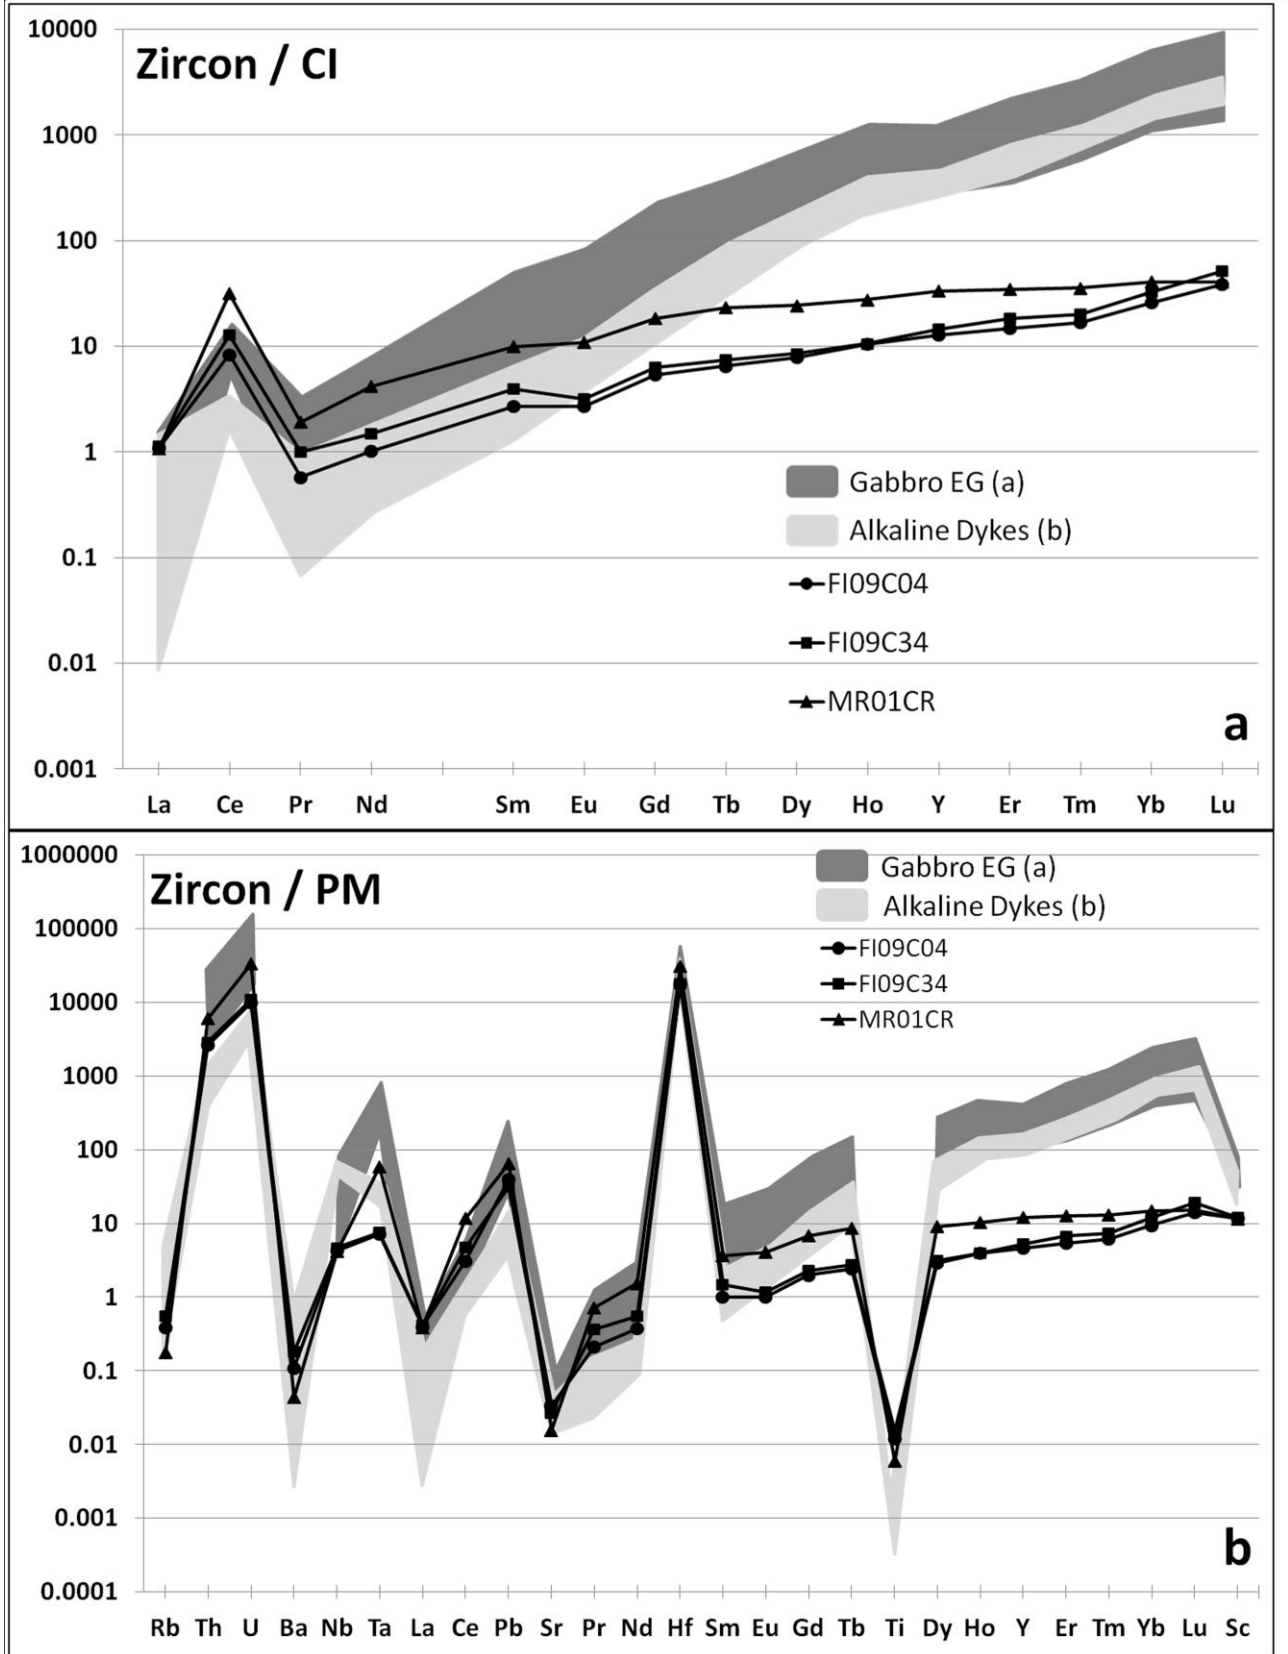 Zircon / CI
10000
1000
100
10
1
0.1
0.01
0.001
Gabbro EG (a)
Alkaline Dykes (b)
FI09C04
FI09C34
MR01CR
a
La Ce Pr Nd Sm Eu Gd Tb Dy Ho Y Er Tm Yb Lu
Zircon / PM
1000000
100000
10000
1000
100
10
1
0.1
0.01
0.001
0.0001
Gabbro EG (a)
Alkaline Dykes (b)
FI09C04
FI09C34
MR01CR
b
Rb Th U Ba Nb Ta La Ce Pb Sr Pr Nd Hf Sm Eu Gd Tb Ti Dy Ho Y Er Tm Yb Lu Sc